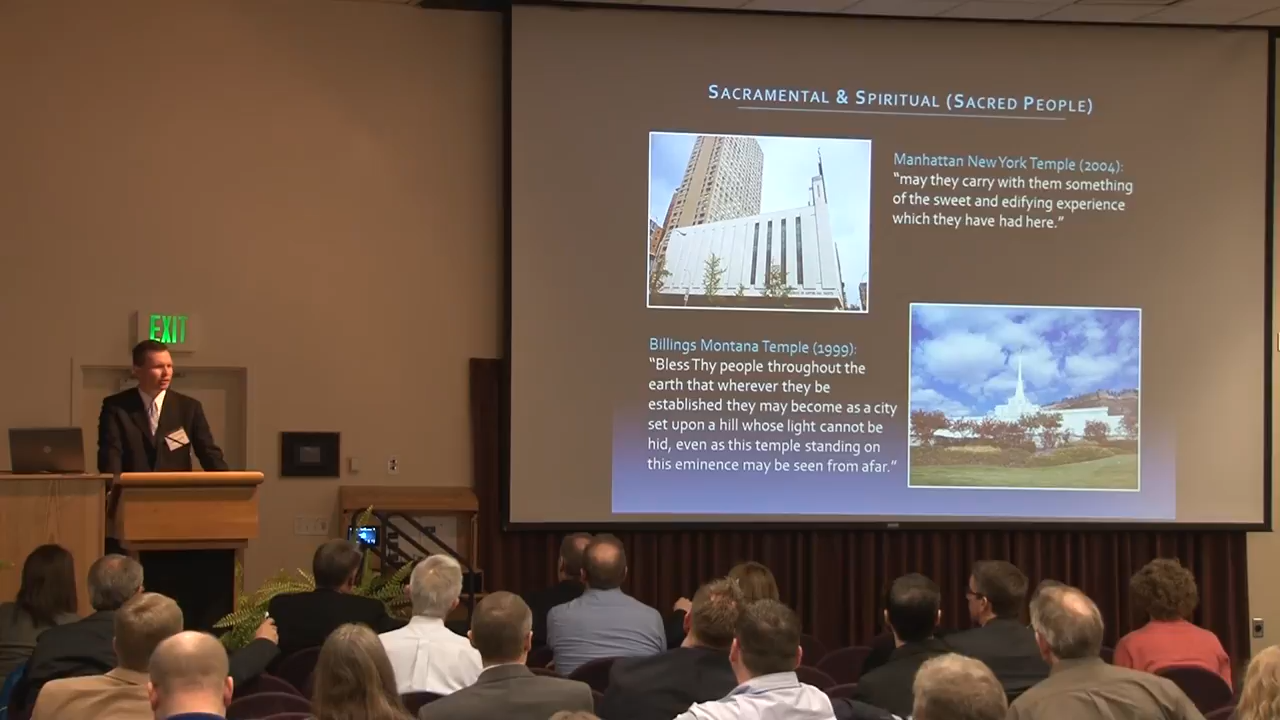 SACRAMENTAL & SPIRITUAL (SACRED PEOPLE)
Manhattan New York Temple (2004):
“may they carry with them something
of the sweet and edifying experience
which they have had here.”
Billings Montana Temple (1999):
“Bless Thy people throughout the
earth that wherever they be
established they may become as a city
set upon a hill whose light cannot be
hid, even as this temple standing on
this eminence may be seen from afar.”
EXIT